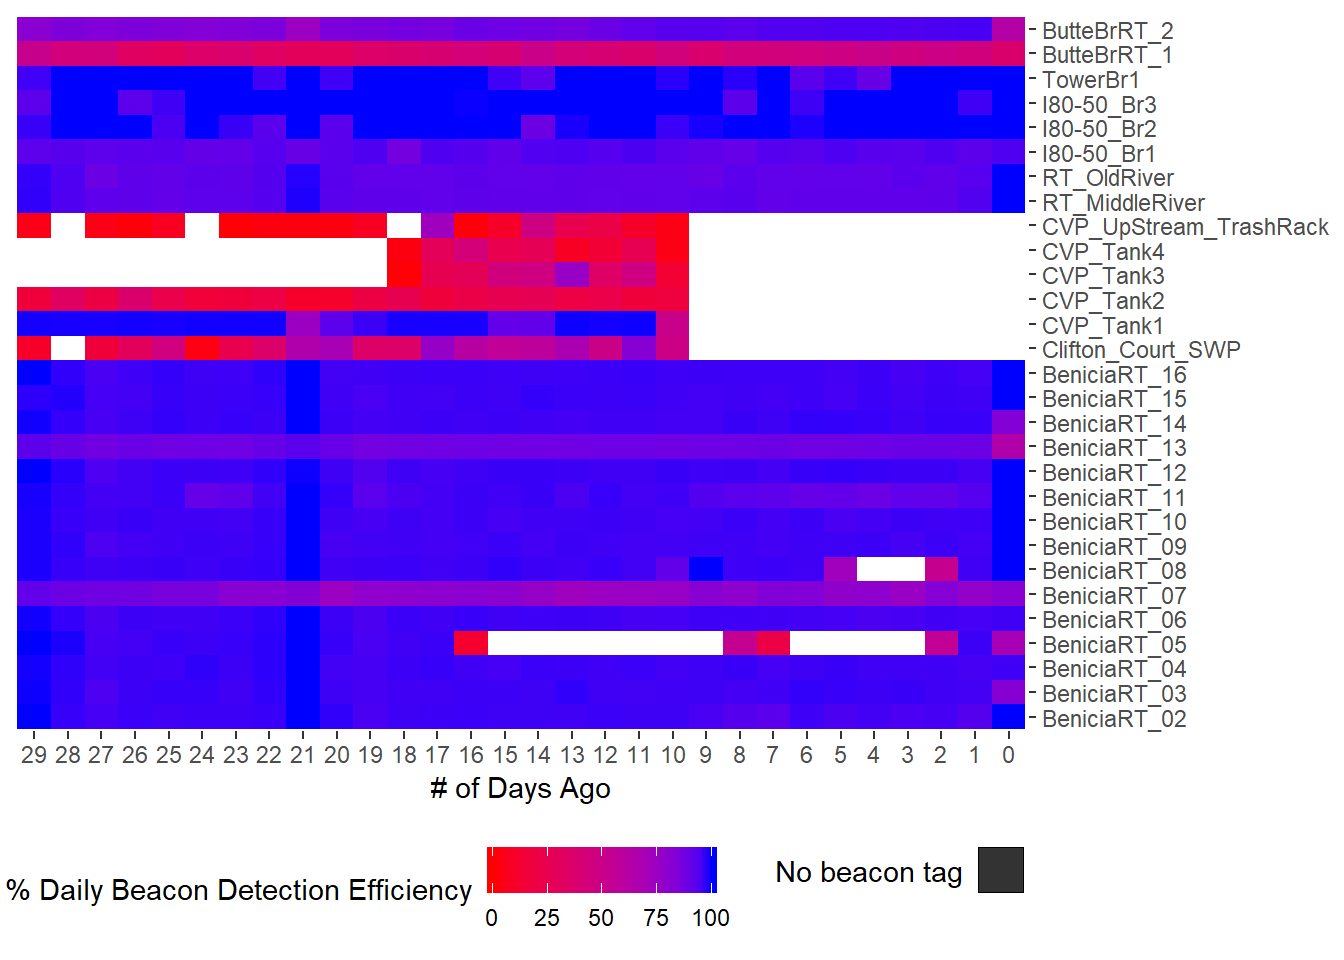 ButteBrRT_2
ButteBrRT_1
TowerBr1
I80-50_Br3
I80-50_Br2
I80-50_Br1
RT_OldRiver
RT_MiddleRiver
CVP_UpStream_TrashRack
CVP_Tank4
CVP_Tank3
CVP_Tank2
CVP_Tank1
Clifton_Court_SWP
BeniciaRT_16
BeniciaRT_15
BeniciaRT_14
BeniciaRT_13
BeniciaRT_12
BeniciaRT_11
BeniciaRT_10
BeniciaRT_09
BeniciaRT_08
BeniciaRT_07
BeniciaRT_06
BeniciaRT_05
BeniciaRT_04
BeniciaRT_03
BeniciaRT_02
29 28 27 26 25 24 23 22 21 20 19 18 17 16 15 14 13 12 11 10 9 8 7 6 5 4 3 2 1 0
# of Days Ago
% Daily Beacon Detection Efficiency
0 25 50 75 100
No beacon tag